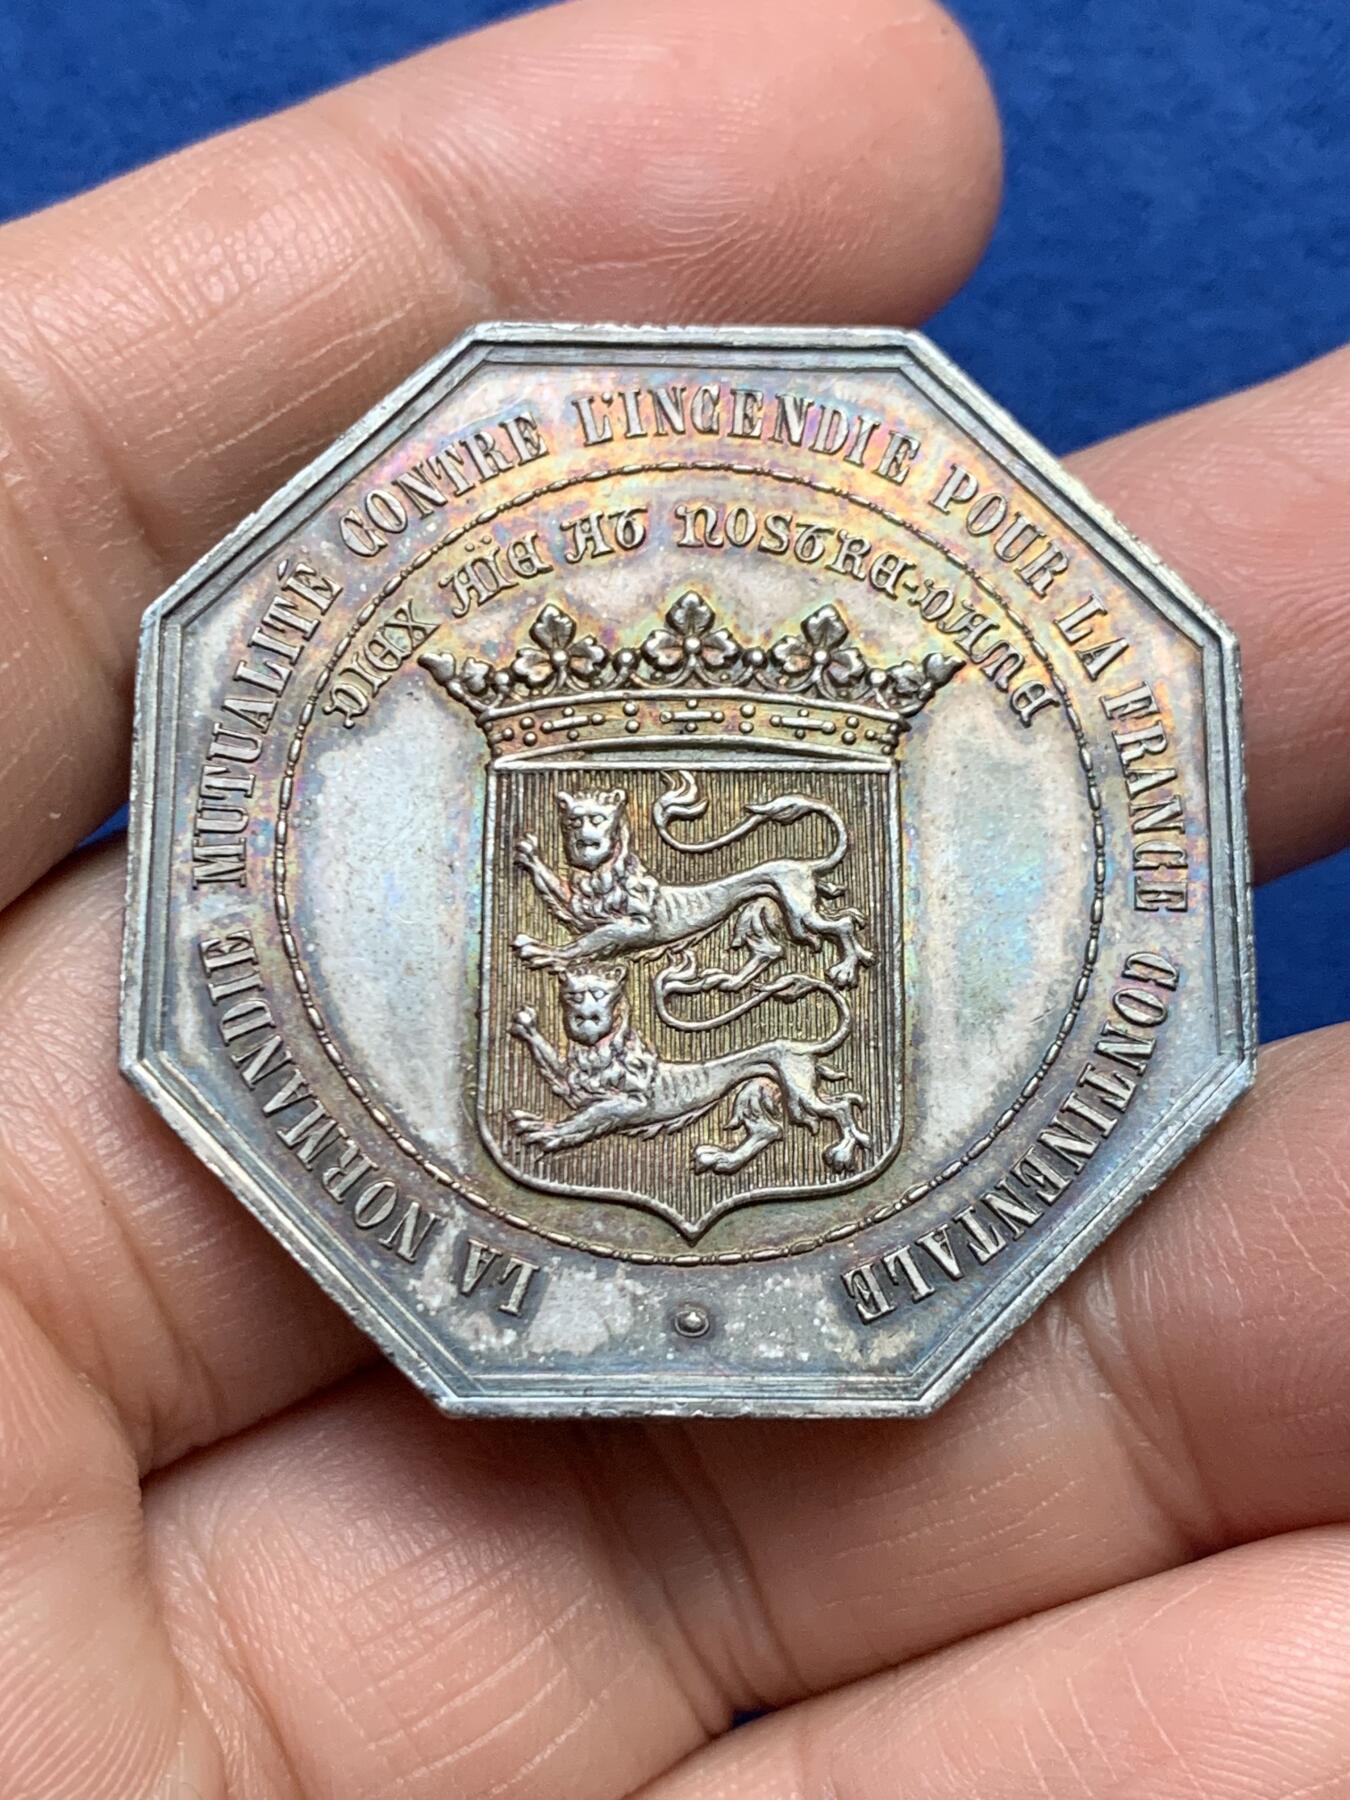 LA NORMANDIE MUTUALITÉ CONTRE L'INCENDIE POUR LA FRANCE CONTINENTALE
DIEX AÏE AT NOSTRE-DAME